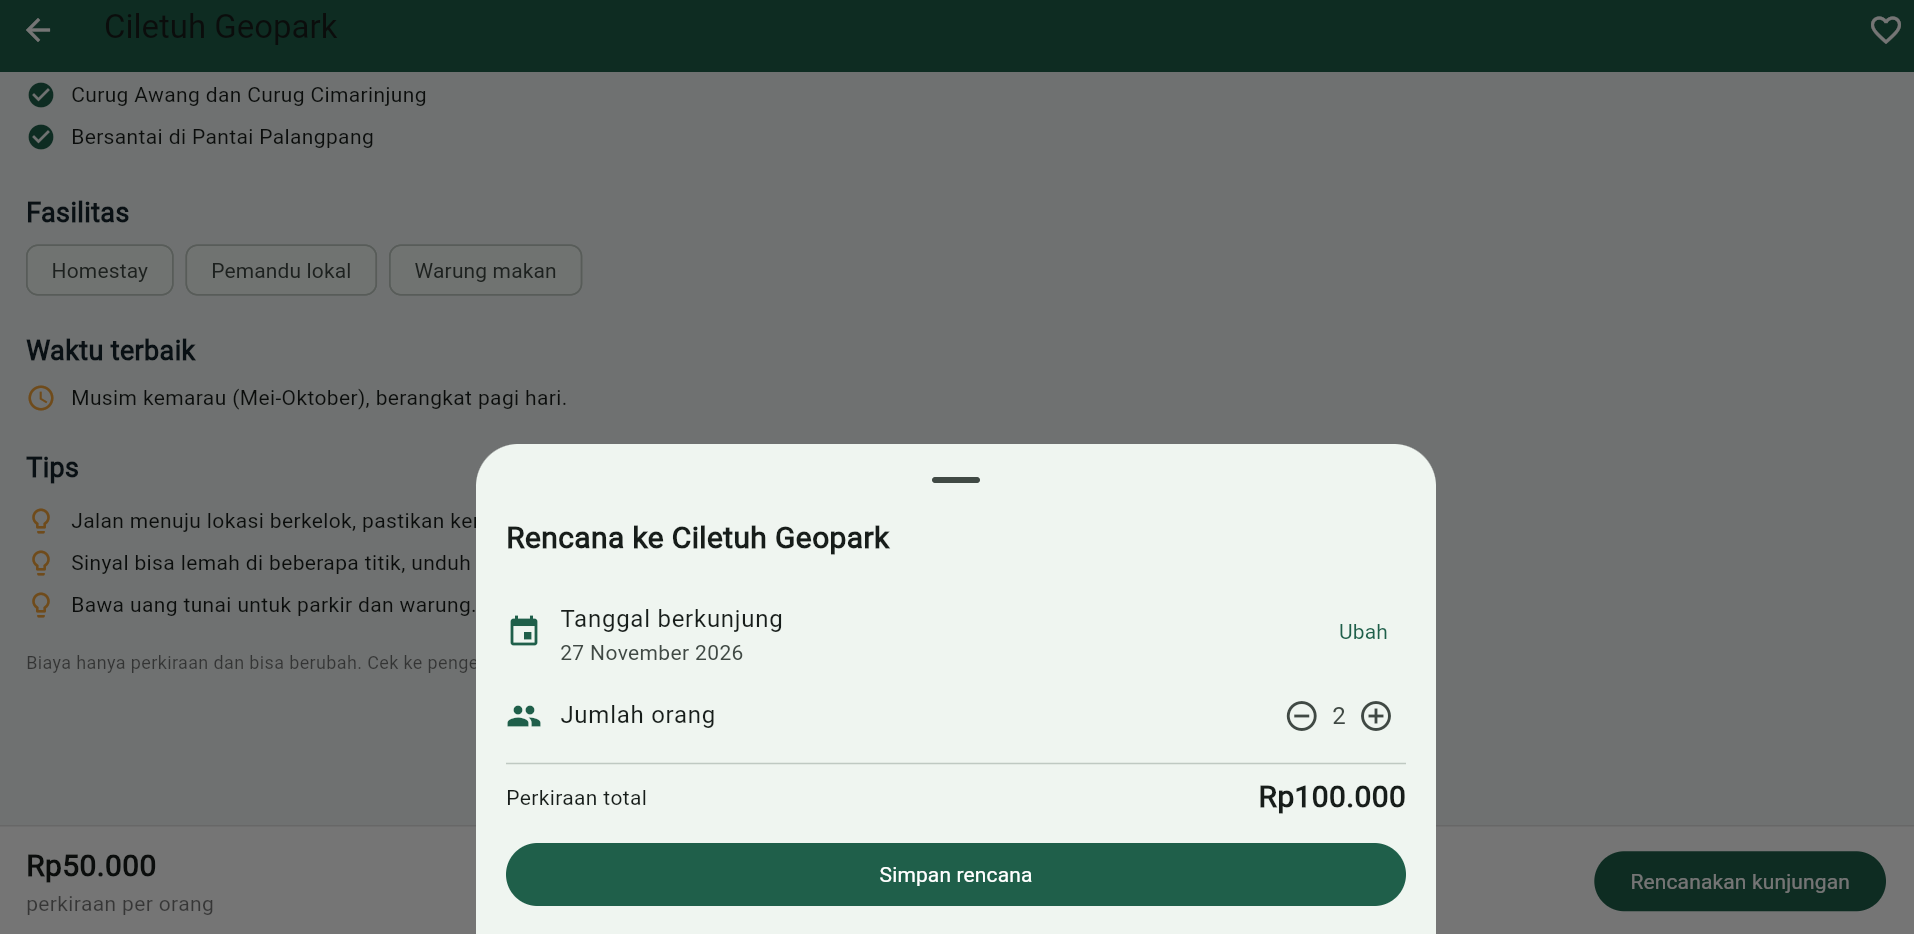 Ciletuh Geopark
Curug Awang dan Curug Cimarinjung
Bersantai di Pantai Palangpang
Fasilitas
Homestay
Pemandu lokal
Warung makan
Waktu terbaik
Musim kemarau (Mei-Oktober), berangkat pagi hari.
Tips
Jalan menuju lokasi berkelok, pastikan
Sinyal bisa lemah di beberapa titik, unduh
Bawa uang tunai untuk parkir dan warung.
Biaya hanya perkiraan dan bisa berubah. Cek ke
Rencana ke Ciletuh Geopark
Tanggal berkunjung
27 November 2026
Ubah
Jumlah orang
2
Perkiraan total
Rp100.000
Simpan rencana
Rp50.000
perkiraan per orang
Rencanakan kunjungan